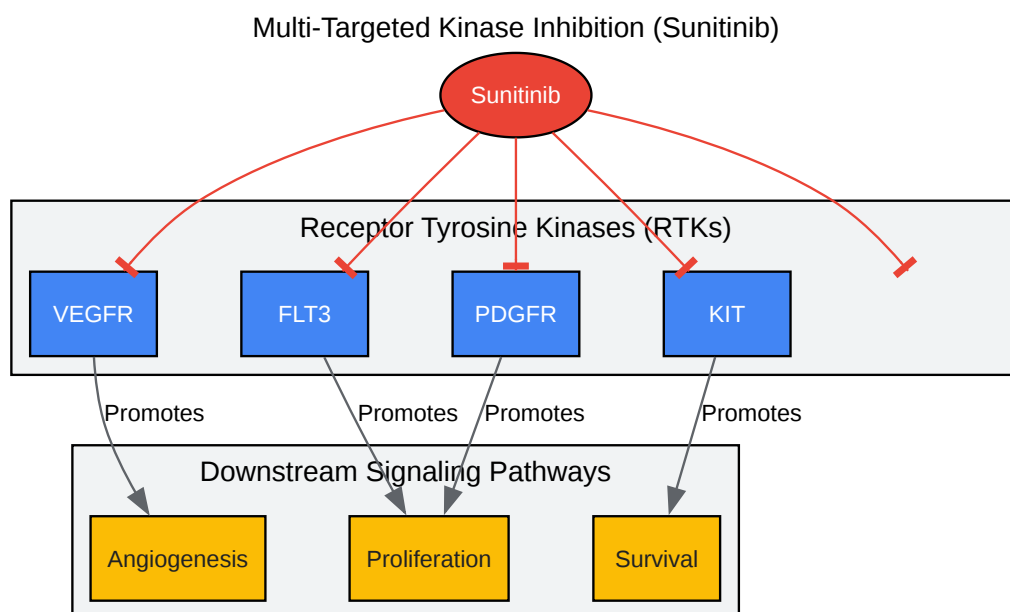 Multi-Targeted Kinase Inhibition (Sunitinib)
Sunitinib
Receptor Tyrosine Kinases (RTKs)
VEGFR
FLT3
PDGFR
KIT
Promotes
Promotes
Promotes
Promotes
Downstream Signaling Pathways
Angiogenesis
Proliferation
Survival